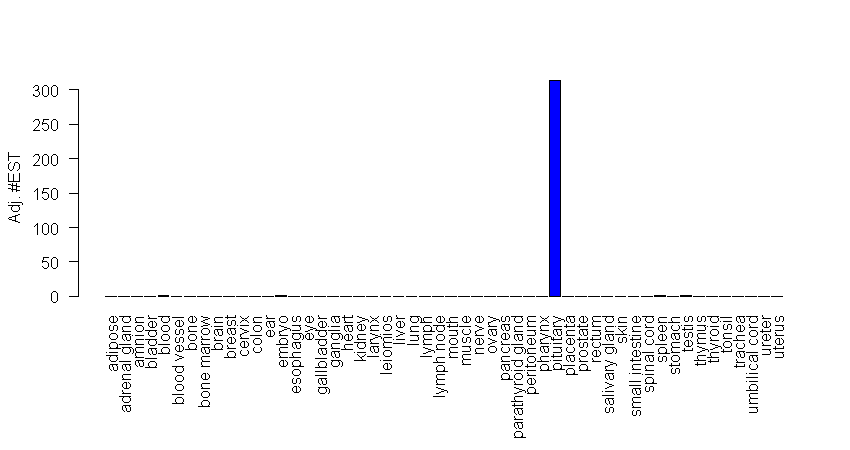 Adj. #EST
300
250
200
150
100
50
0
adipose
adrenal gland
amnion
bladder
blood
blood vessel
bone
bone marrow
brain
breast
cervix
colon
ear
embryo
esophagus
eye
gallbladder
ganglia
heart
kidney
larynx
leiomios
liver
lung
lymph
lymph node
mouth
muscle
nerve
ovary
pancreas
parathyroid gland
peritoneum
pharynx
pituitary
placenta
prostate
rectum
salivary gland
skin
small intestine
spinal cord
spleen
stomach
testis
thymus
thyroid
tonsil
trachea
umbilical cord
ureter
uterus